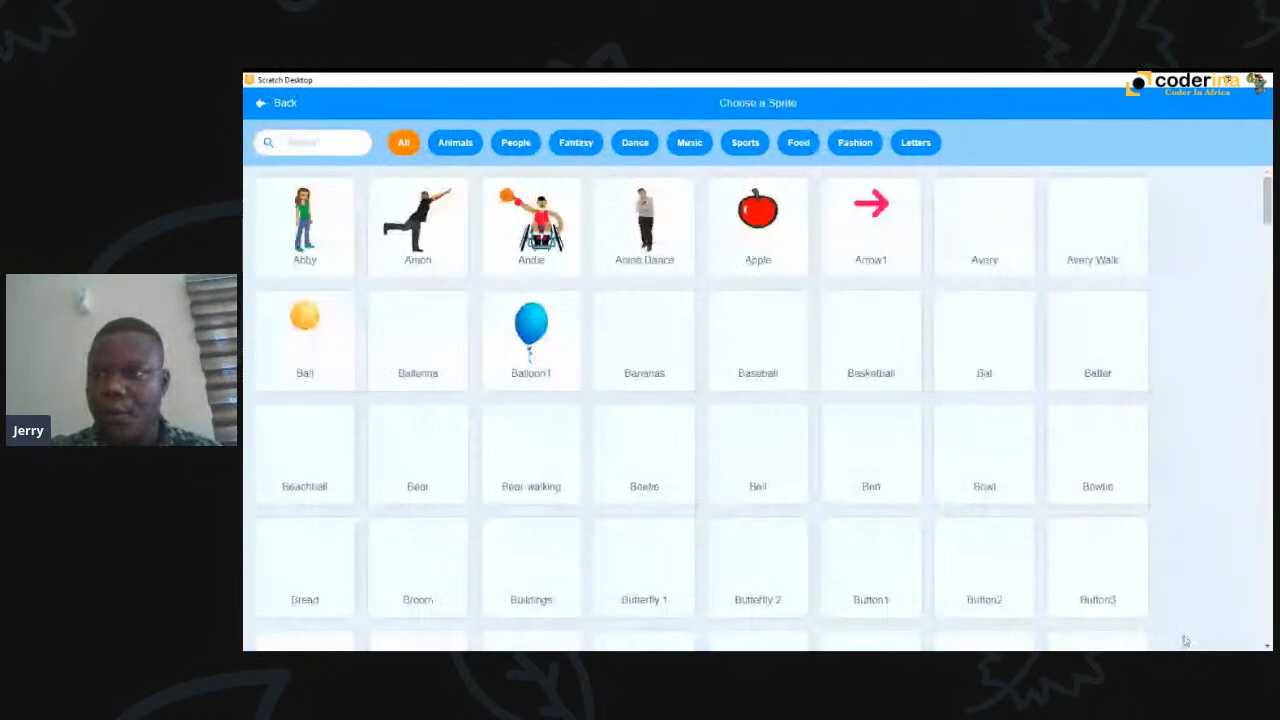 Scratch Desktop
coderina
Coder In Africa
Back
Choose a Sprite
All
Animals
People
Fantasy
Dance
Music
Sports
Food
Fashion
Letters
Abby
Amon
Andie
Dance
Apple
Arrow1
Avery
Avery Walk
Ball
Ballerina
Balloon1
Bananas
Baseball
Basketball
Bat
Batter
Beachball
Bear
Bear-walking
Beetle
Bell
Ben
Bowl
Bowtie
Bread
Broom
Buildings
Butterfly 1
Butterfly 2
Button1
Button2
Button3
Jerry